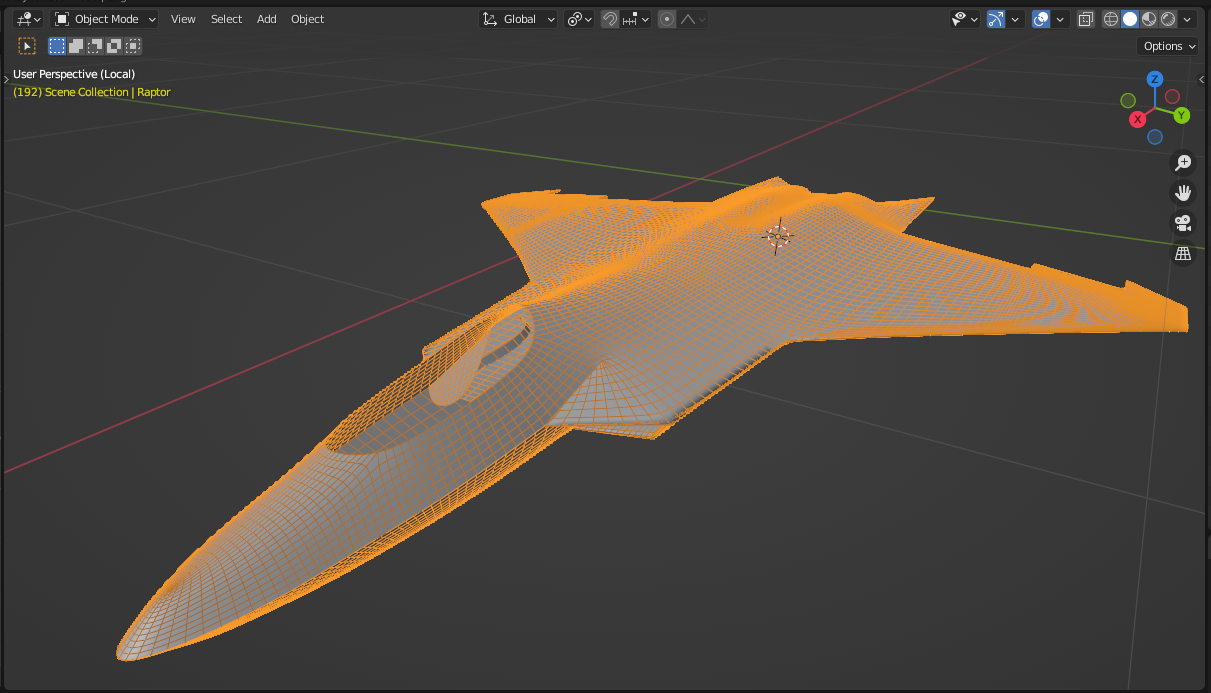 Object Mode View Select Add Object Global
Options
User Perspective (Local)
(192) Scene Collection | Raptor
Z
Y
X